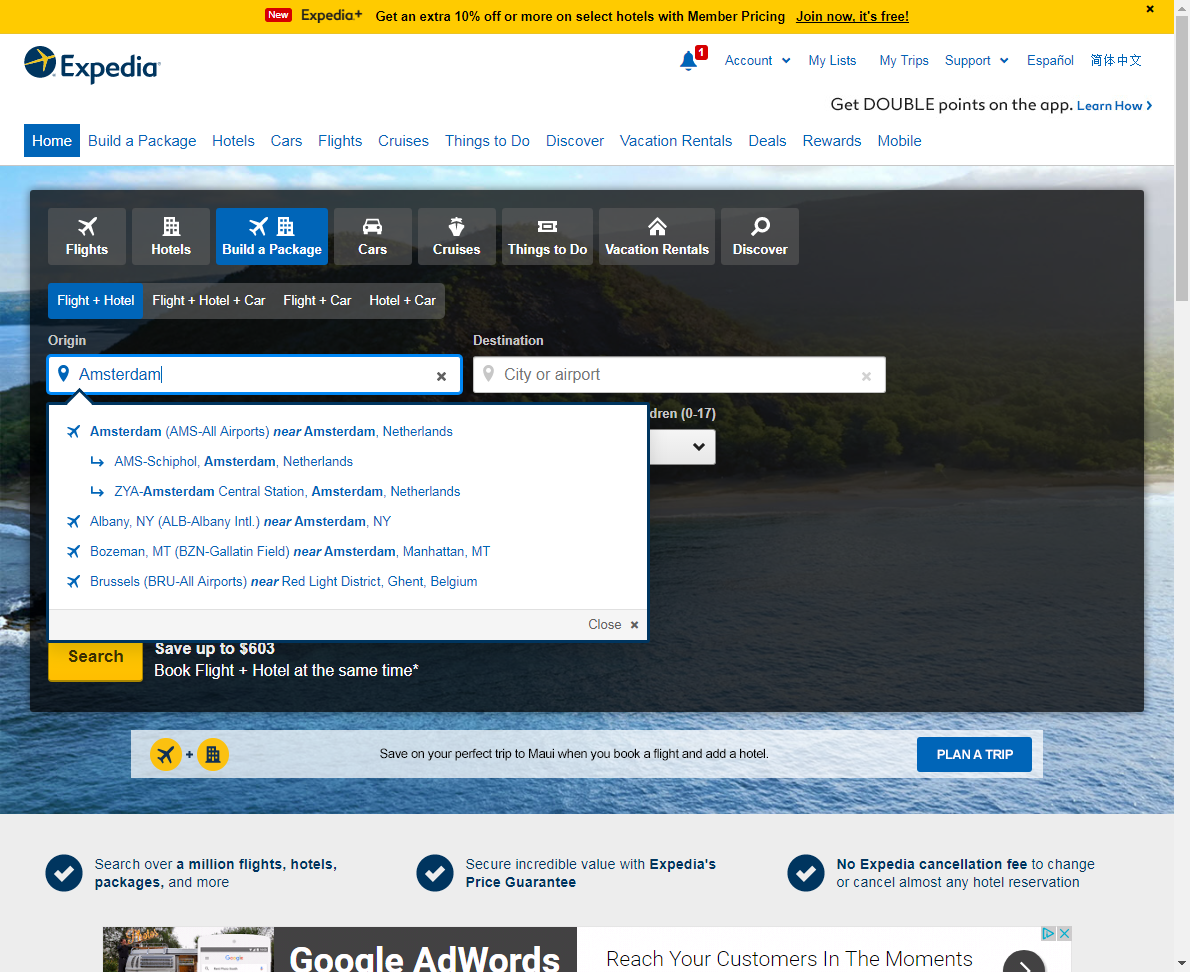 New Expedia+ Get an extra 10% off or more on select hotels with Member Pricing Join now, it's free!
Expedia
1
Account My Lists My Trips Support Español 简体中文
Get DOUBLE points on the app. Learn How
Home Build a Package Hotels Cars Flights Cruises Things to Do Discover Vacation Rentals Deals Rewards Mobile
Flights Hotels Build a Package Cars Cruises Things to Do Vacation Rentals Discover
Flight + Hotel Flight + Hotel + Car Flight + Car Hotel + Car
Origin Destination
Amsterdam City or airport
dren (0-17)
Amsterdam (AMS-All Airports) near Amsterdam, Netherlands
AMS-Schiphol, Amsterdam, Netherlands
ZYA-Amsterdam Central Station, Amsterdam, Netherlands
Albany, NY (ALB-Albany Intl.) near Amsterdam, NY
Bozeman, MT (BZN-Gallatin Field) near Amsterdam, Manhattan, MT
Brussels (BRU-All Airports) near Red Light District, Ghent, Belgium
Close
Search
Save up to $603
Book Flight + Hotel at the same time*
+ Save on your perfect trip to Maui when you book a flight and add a hotel. PLAN A TRIP
Search over a million flights, hotels,
packages, and more
Secure incredible value with Expedia's
Price Guarantee
No Expedia cancellation fee to change
or cancel almost any hotel reservation
Google
Google AdWords
Reach Your Customers In The Moments